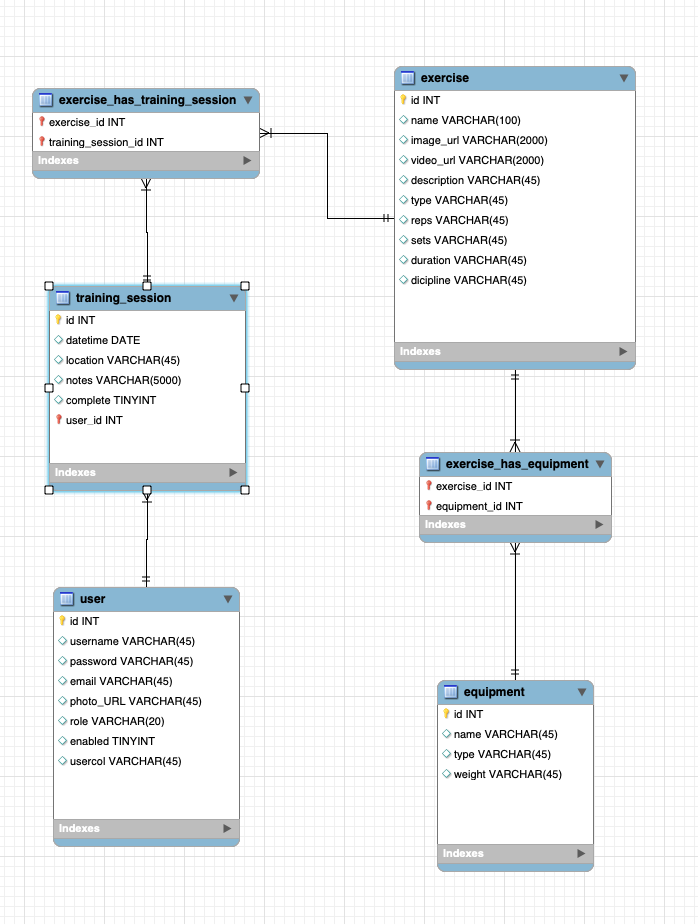 exercise_has_training_session
exercise_id INT
training_session_id INT
Indexes
exercise
id INT
name VARCHAR(100)
image_url VARCHAR(2000)
video_url VARCHAR(2000)
description VARCHAR(45)
type VARCHAR(45)
reps VARCHAR(45)
sets VARCHAR(45)
duration VARCHAR(45)
dicipline VARCHAR(45)
Indexes
training_session
id INT
datetime DATE
location VARCHAR(45)
notes VARCHAR(5000)
complete TINYINT
user_id INT
Indexes
exercise_has_equipment
exercise_id INT
equipment_id INT
Indexes
user
id INT
username VARCHAR(45)
password VARCHAR(45)
email VARCHAR(45)
photo_URL VARCHAR(45)
role VARCHAR(20)
enabled TINYINT
usercol VARCHAR(45)
Indexes
equipment
id INT
name VARCHAR(45)
type VARCHAR(45)
weight VARCHAR(45)
Indexes